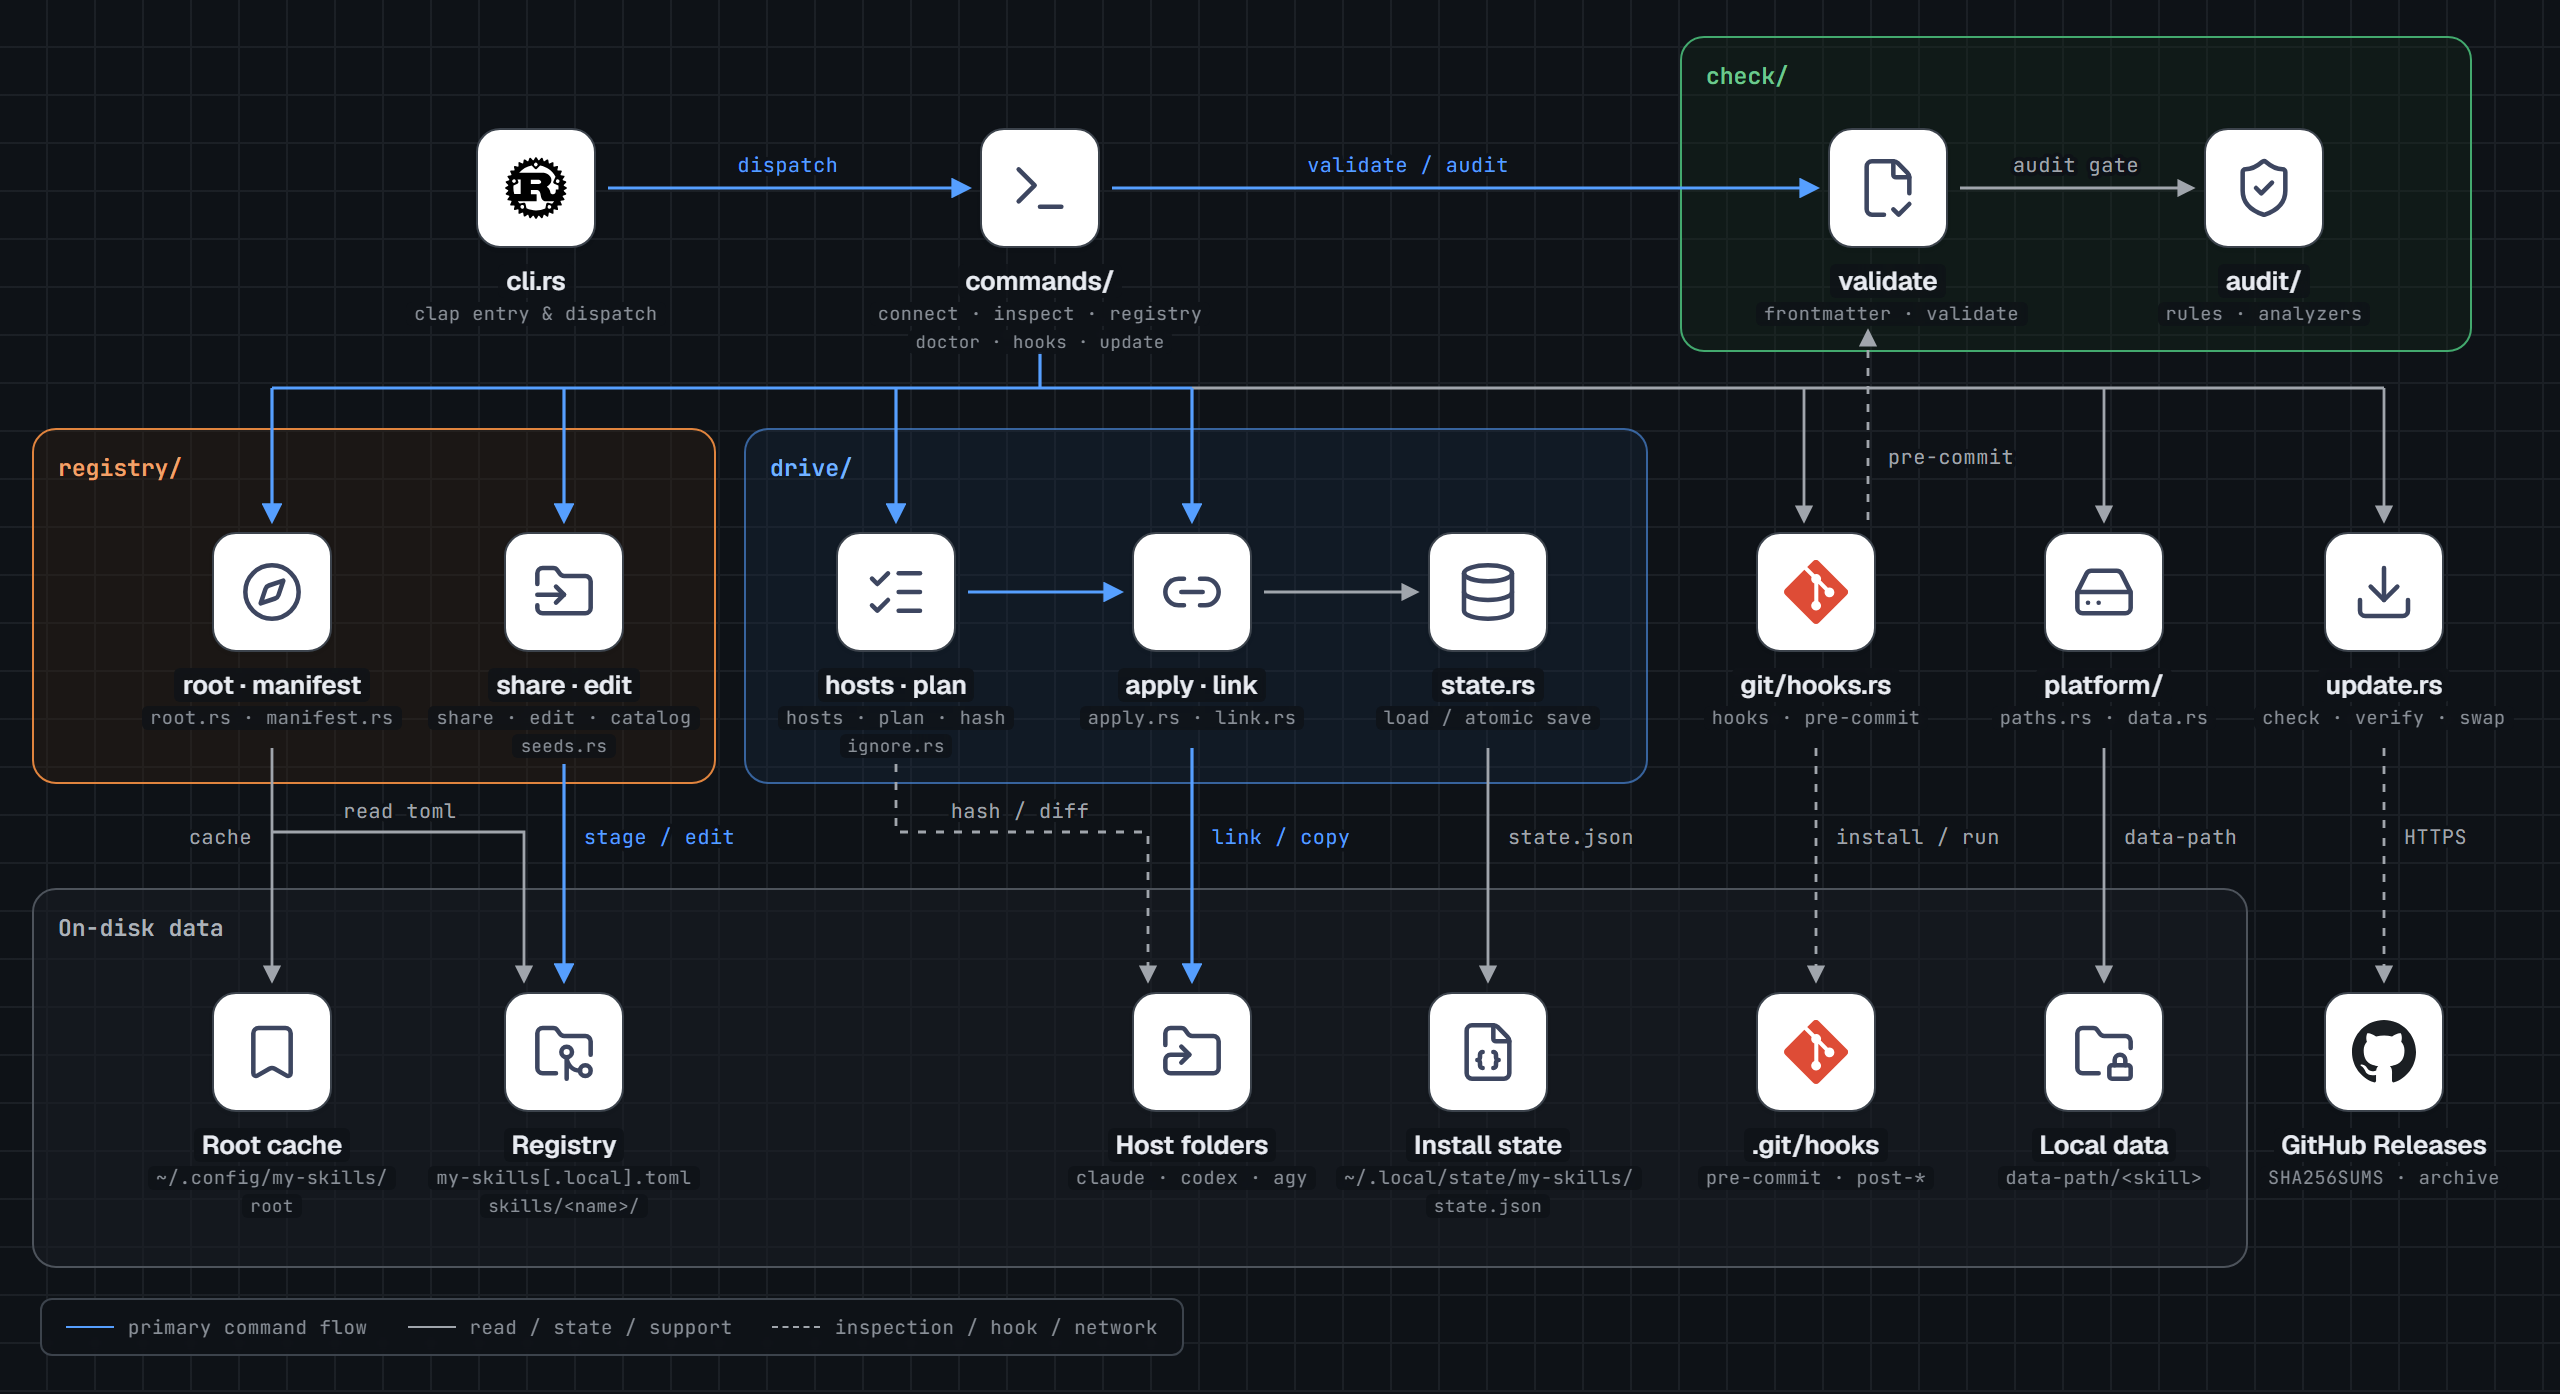 check/
dispatch
validate / audit
audit gate
R
cli.rs
clap entry & dispatch
commands/
connect · inspect · registry
doctor · hooks · update
validate
frontmatter · validate
audit/
rules · analyzers
pre-commit
registry/
drive/
root · manifest
root.rs · manifest.rs
share · edit
share · edit · catalog
seeds.rs
hosts · plan
hosts · plan · hash
ignore.rs
apply · link
apply.rs · link.rs
state.rs
load / atomic save
git/hooks.rs
hooks · pre-commit
platform/
paths.rs · data.rs
update.rs
check · verify · swap
cache
read toml
stage / edit
hash / diff
link / copy
state.json
install / run
data-path
HTTPS
On-disk data
Root cache
~/.config/my-skills/
root
Registry
my-skills[.local].toml
skills/<name>/
Host folders
claude · codex · agy
Install state
~/.local/state/my-skills/
state.json
.git/hooks
pre-commit · post-*
Local data
data-path/<skill>
GitHub Releases
SHA256SUMS · archive
primary command flow
read / state / support
inspection / hook / network